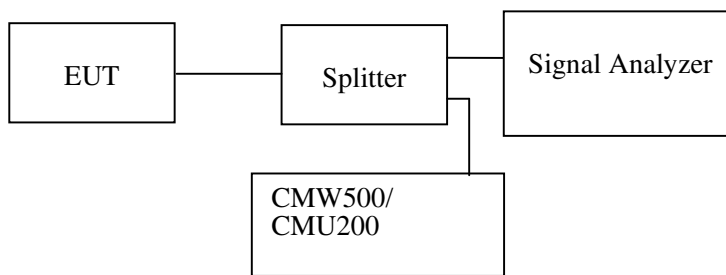 EUT
Splitter
Signal Analyzer
CMW500/
CMU200